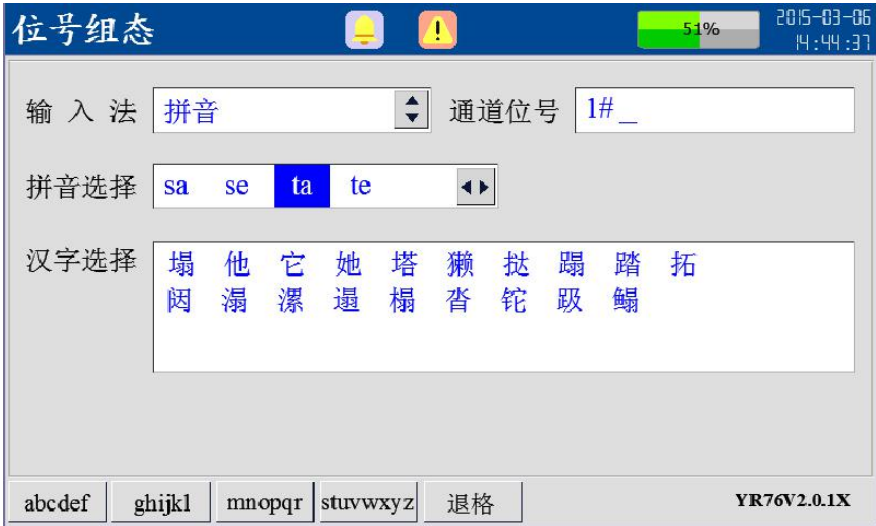 位号组态 51% 2015-03-06
14:44:37
输入法 拼音 通道位号 1#_
拼音选择 sa se ta te
汉字选择 塌 他 它 她 塔 獭 挞 蹋 踏 拓
闼 溻 漯 遢 榻 沓 铊 趿 鳎
abcdef ghijkl mnopqr stuvwxyz 退格 YR76V2.0.1X